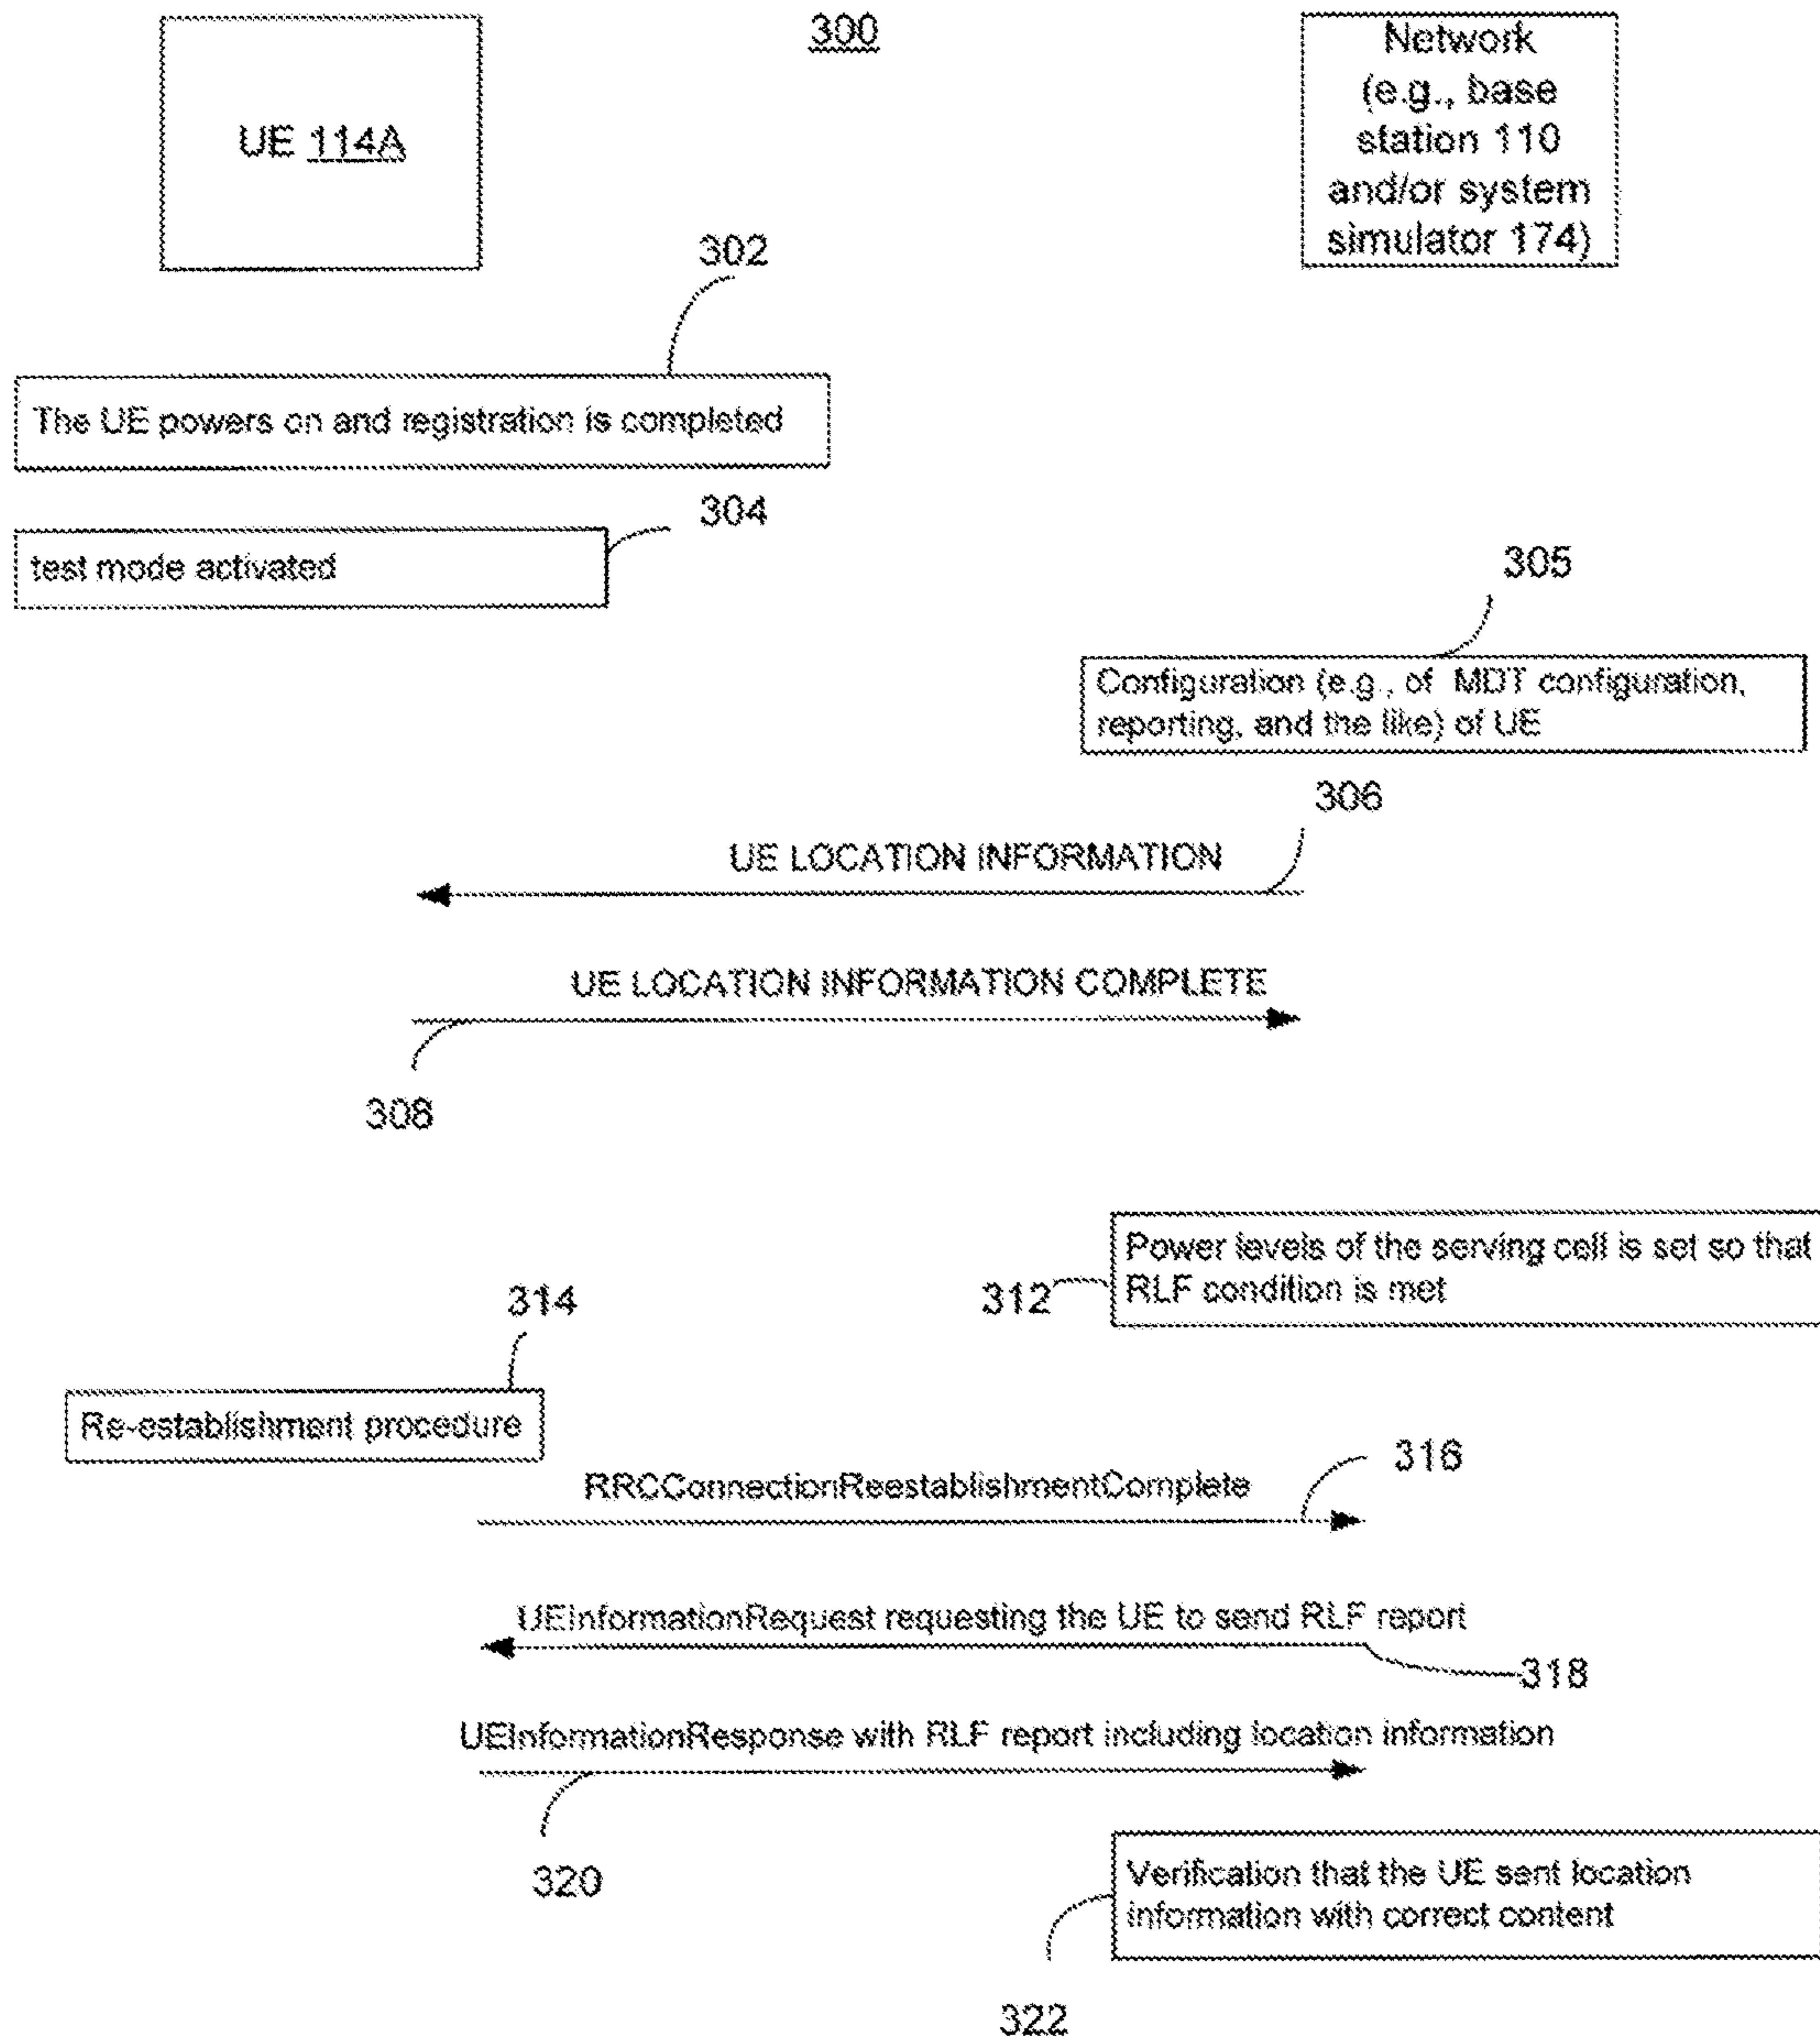 300
UE 114A
Network
(e.g., base
station 110
and/or system
simulator 174)
302
The UE powers on and registration is completed
304
test mode activated
305
Configuration (e.g., of MDT configuration,
reporting, and the like) of UE
306
UE LOCATION INFORMATION
UE LOCATION INFORMATION COMPLETE
308
Power levels of the serving cell is set so that
RLF condition is met
312
314
Re-establishment procedure
316
RRCConnectionReestablishmentComplete
UEInformationRequest requesting the UE to send RLF report
318
UEInformationResponse with RLF report including location information
320
Verification that the UE sent location
information with correct content
322